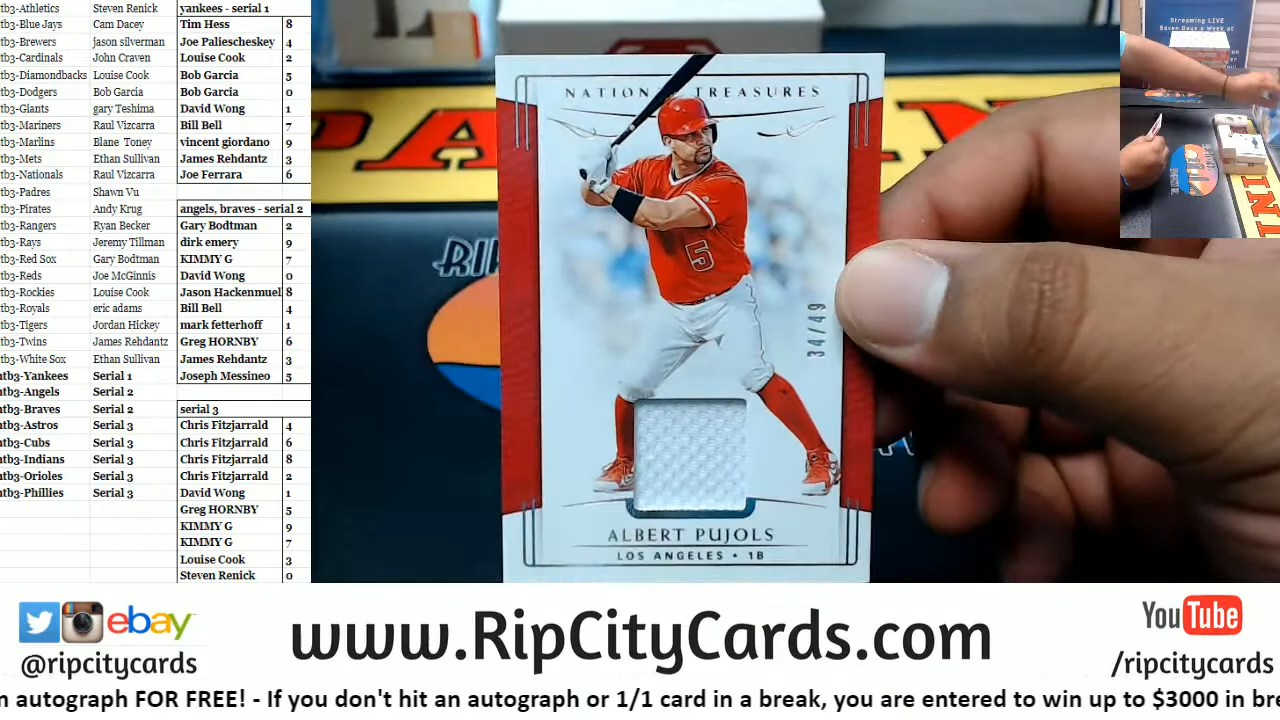 tb3-Athletics Steven Renick yankees - serial 1
tb3-Blue Jays Cam Dacey Tim Hess 8
tb3-Brewers jason silverman Joe Paliescheskey 4
tb3-Cardinals John Craven Louise Cook 2
tb3-Diamondbacks Louise Cook Bob Garcia 5
tb3-Dodgers Bob Garcia Bob Garcia 0
tb3-Giants gary Teshima David Wong 1
tb3-Mariners Raul Vizcarra Bill Bell 7
tb3-Marlins Blane Toney vincent giordano 9
tb3-Mets Ethan Sullivan James Rehdantz 3
tb3-Nationals Raul Vizcarra Joe Ferrara 6
tb3-Padres Shawn Vu
tb3-Pirates Andy Krug angels, braves - serial 2
tb3-Rangers Ryan Becker Gary Bodtman 2
tb3-Rays Jeremy Tillman dirk emery 9
tb3-Red Sox Gary Bodtman KIMMY G 7
tb3-Reds Joe McGinnis David Wong 0
tb3-Rockies Louise Cook Jason Hackenmuel 8
tb3-Royals eric adams Bill Bell 4
tb3-Tigers Jordan Hickey mark fetterhoff 1
tb3-Twins James Rehdantz Greg HORNBY 6
tb3-White Sox Ethan Sullivan James Rehdantz 3
ntb3-Yankees Serial 1 Joseph Messineo 5
ntb3-Angels Serial 2
ntb3-Braves Serial 2 serial 3
ntb3-Astros Serial 3 Chris Fitzjarrald 4
ntb3-Cubs Serial 3 Chris Fitzjarrald 6
ntb3-Indians Serial 3 Chris Fitzjarrald 8
ntb3-Orioles Serial 3 Chris Fitzjarrald 2
ntb3-Phillies Serial 3 David Wong 1
Greg HORNBY 5
KIMMY G 9
KIMMY G 7
Louise Cook 3
Steven Renick 0
NATION TREASURES
5
34/49
ALBERT PUJOLS
LOS ANGELES • 1B
RI
Streaming LIVE
Seven Days a Week at
ebay
@ripcitycards
www.RipCityCards.com
YouTube
/ripcitycards
n autograph FOR FREE! - If you don't hit an autograph or 1/1 card in a break, you are entered to win up to $3000 in bre